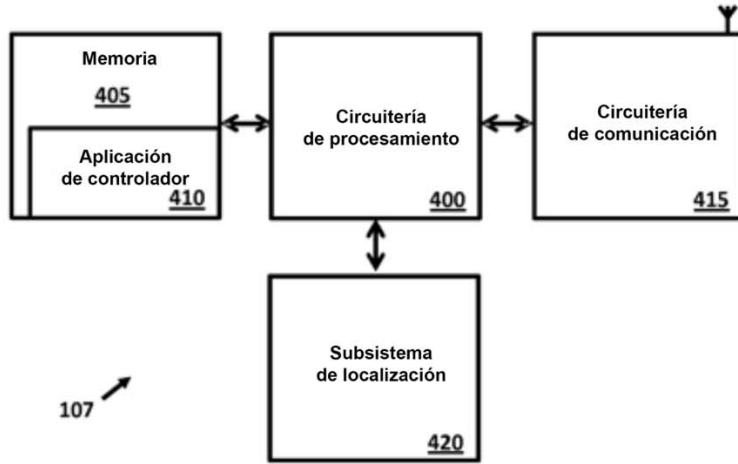 Memoria
405
Aplicación
de controlador
410
Circuitería
de procesamiento
400
Circuitería
de comunicación
415
Subsistema
de localización
420
107